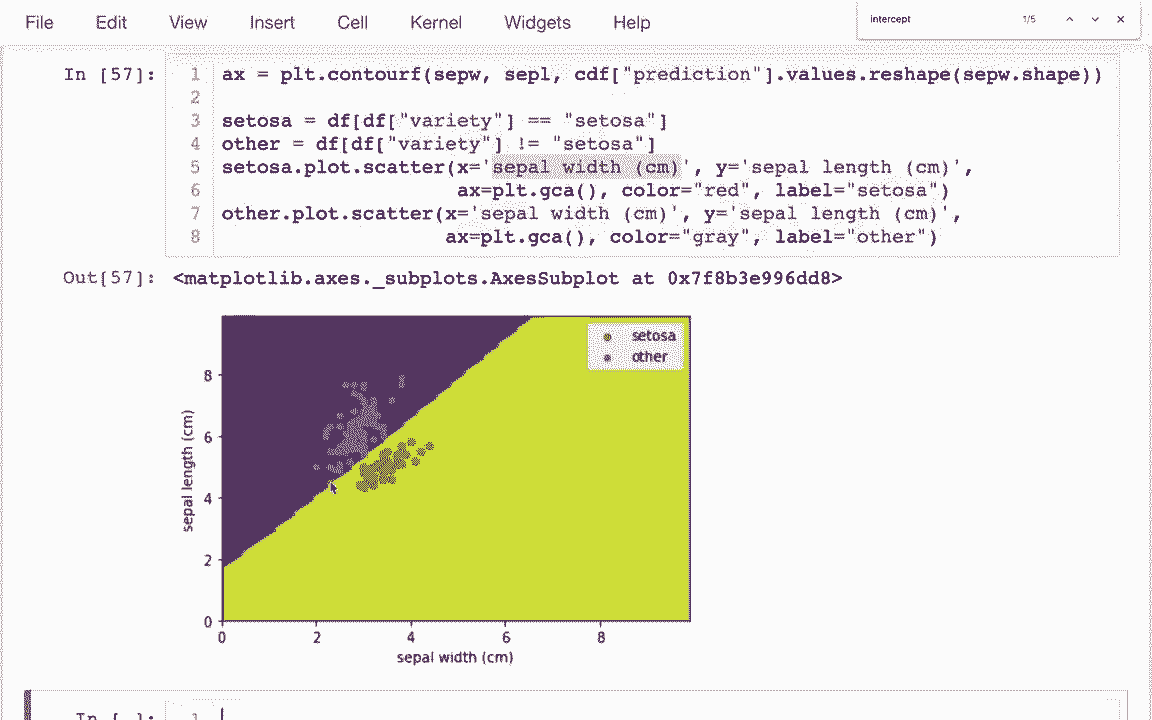 File Edit View Insert Cell Kernel Widgets Help
intercept 1/5
In [57]:
1 ax = plt.contourf(sepw, sepl, cdf["prediction"].values.reshape(sepw.shape))
2
3 setosa = df[df["variety"] == "setosa"]
4 other = df[df["variety"] != "setosa"]
5 setosa.plot.scatter(x='sepal width (cm)', y='sepal length (cm)',
6 ax=plt.gca(), color="red", label="setosa")
7 other.plot.scatter(x='sepal width (cm)', y='sepal length (cm)',
8 ax=plt.gca(), color="gray", label="other")
Out[57]: <matplotlib.axes._subplots.AxesSubplot at 0x7f8b3e996dd8>
setosa
other
8
6
4
2
0
sepal length (cm)
0 2 4 6 8
sepal width (cm)
In [ ]: 1